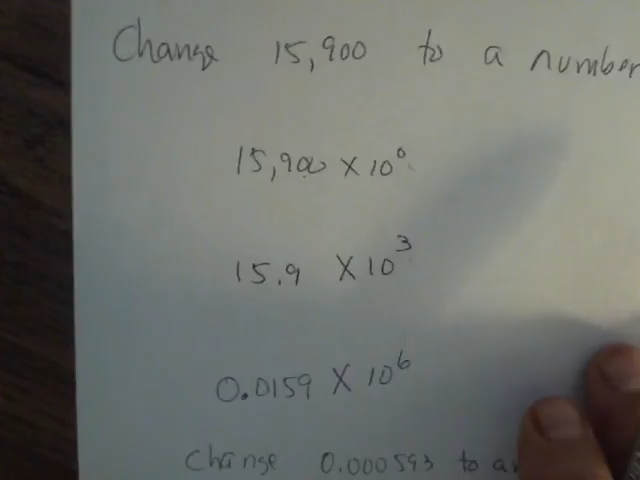 Change 15,900 to a number
15,900 X 10⁰
15.9 X 10³
0.0159 X 10⁶
Change 0.000593 to